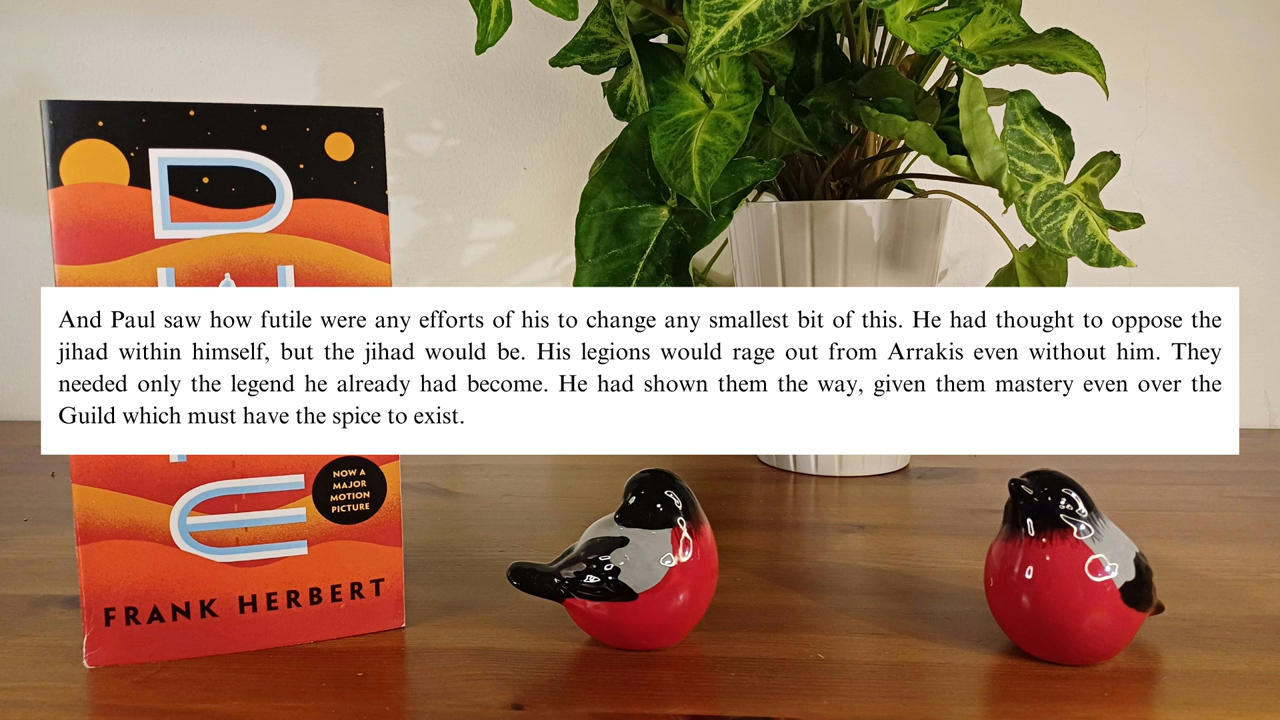 D
And Paul saw how futile were any efforts of his to change any smallest bit of this. He had thought to oppose the
jihad within himself, but the jihad would be. His legions would rage out from Arrakis even without him. They
needed only the legend he already had become. He had shown them the way, given them mastery even over the
Guild which must have the spice to exist.
E
NOW A
MAJOR
MOTION
PICTURE
FRANK HERBERT